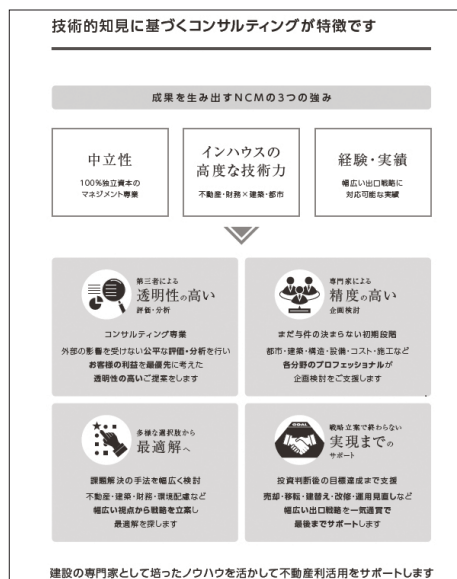 技術的知見に基づくコンサルティングが特徴です
成果を生み出すNCMの3つの強み
中立性
100%独立資本の
マネジメント専業
インハウスの
高度な技術力
不動産・財務×建築・都市
経験・実績
幅広い出口戦略に
対応可能な実績
第三者による
透明性の高い
評価・分析
コンサルティング専業
外部の影響を受けない公平な評価・分析を行い
お客様の利益を最優先に考えた
透明性の高いご提案をします
専門家による
精度の高い
企画検討
まだ与件の決まらない初期段階
都市・建築・構造・設備・コスト・施工など
各分野のプロフェッショナルが
企画検討をご支援します
多様な選択肢から
最適解へ
課題解決の手法を幅広く検討
不動産・建築・財務・環境配慮など
幅広い視点から戦略を立案し
最適解を探します
GOAL
戦略立案で終わらない
実現までの
サポート
投資判断後の目標達成まで支援
売却・移転・建替え・改修・運用見直しなど
幅広い出口戦略を一気通貫で
最後までサポートします
建設の専門家として培ったノウハウを活かして不動産利活用をサポートします